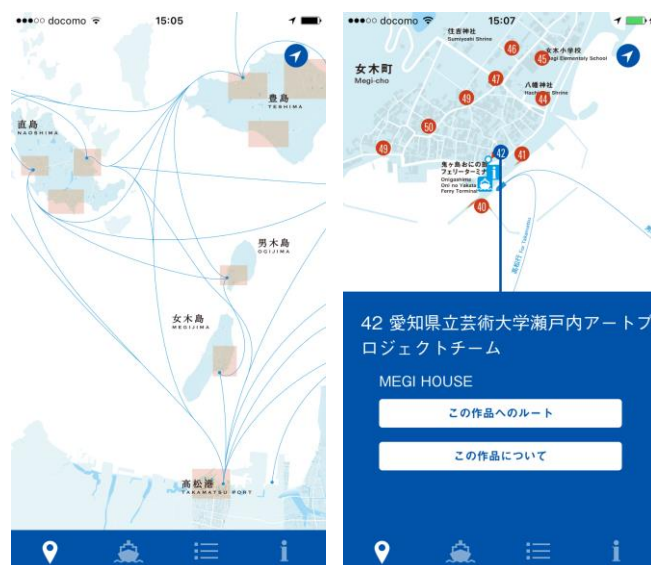 ●●●○○ docomo 15:05
豊島
TESHIMA
直島
NAOSHIMA
男木島
OGIJIMA
女木島
MEGIJIMA
高松港
TAKAMATSU PORT
●●●○○ docomo 15:07
住吉神社
Sumiyoshi Shrine
46
女木小学校
45
Megi Elementary School
女木町
Megi-cho
47
八幡神社
44
49
50
49
42
41
鬼ヶ島おにの館
フェリーターミナ
Onigashima
Oni no Yakata
Ferry Terminal
40
高松行 For Takamatsu
42 愛知県立芸術大学瀬戸内アートプ
ロジェクトチーム
MEGI HOUSE
この作品へのルート
この作品について